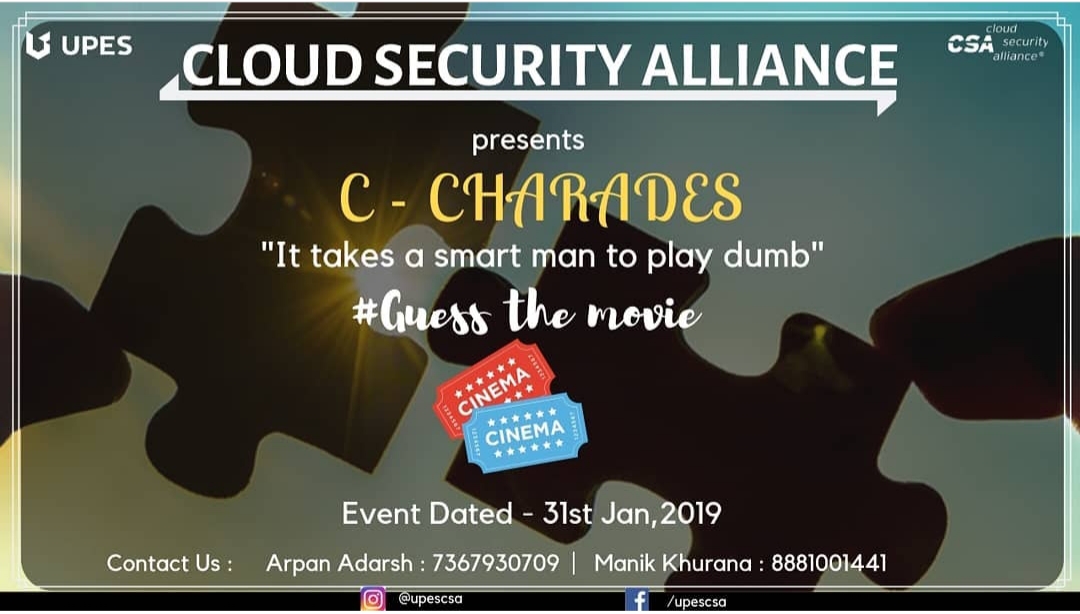 UPES
cloud
CSA security
alliance®
CLOUD SECURITY ALLIANCE
presents
C - CHARADES
"It takes a smart man to play dumb"
#Guess the movie
CINEMA
CINEMA
Event Dated - 31st Jan,2019
Contact Us : Arpan Adarsh : 7367930709 | Manik Khurana : 8881001441
@upescsa /upescsa